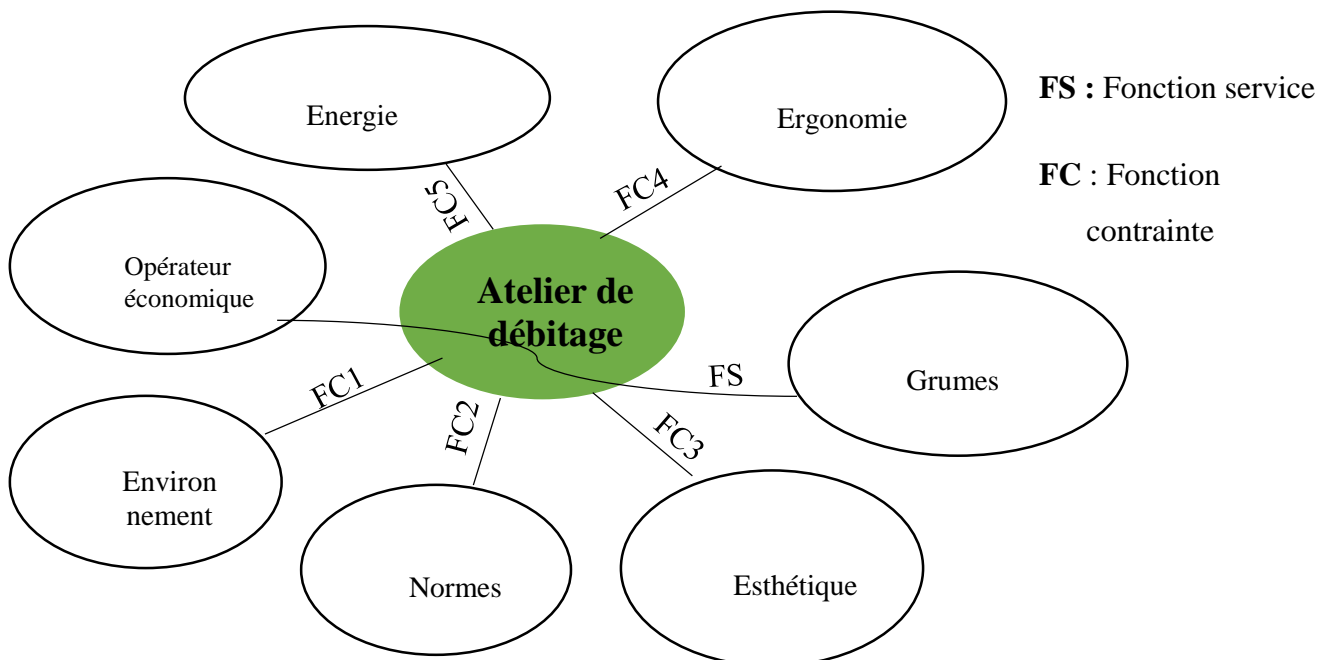 Energie
Ergonomie
FS : Fonction service
FC : Fonction
contrainte
FC5
FC4
Opérateur
économique
Atelier de
débitage
FS
Grumes
FC1
FC2
FC3
Environ
nement
Normes
Esthétique